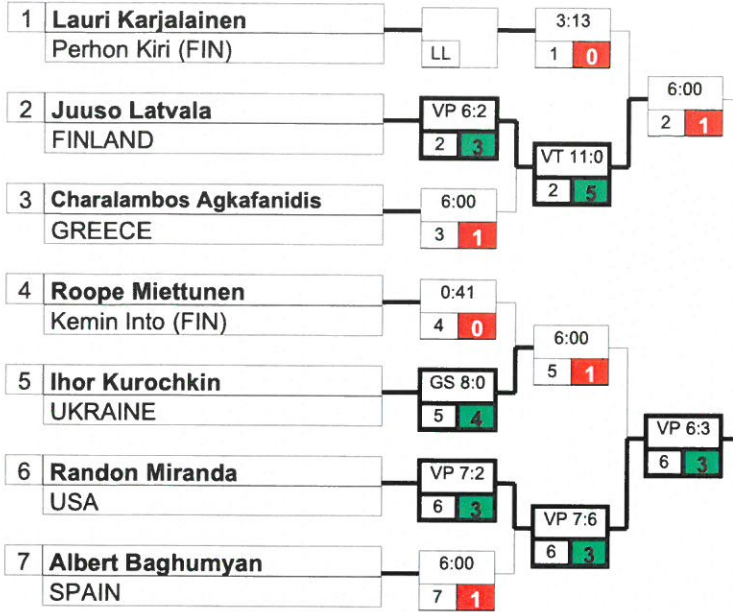 1 Lauri Karjalainen
Perhon Kiri (FIN)
LL
3:13
1 0
2 Juuso Latvala
FINLAND
VP 6:2
2 3
VT 11:0
2 5
6:00
2 1
3 Charalambos Agkafanidis
GREECE
6:00
3 1
4 Roope Miettunen
Kemin Into (FIN)
0:41
4 0
6:00
5 1
5 Ihor Kurochkin
UKRAINE
GS 8:0
5 4
6 Randon Miranda
USA
VP 7:2
6 3
VP 7:6
6 3
VP 6:3
6 3
7 Albert Baghumyan
SPAIN
6:00
7 1